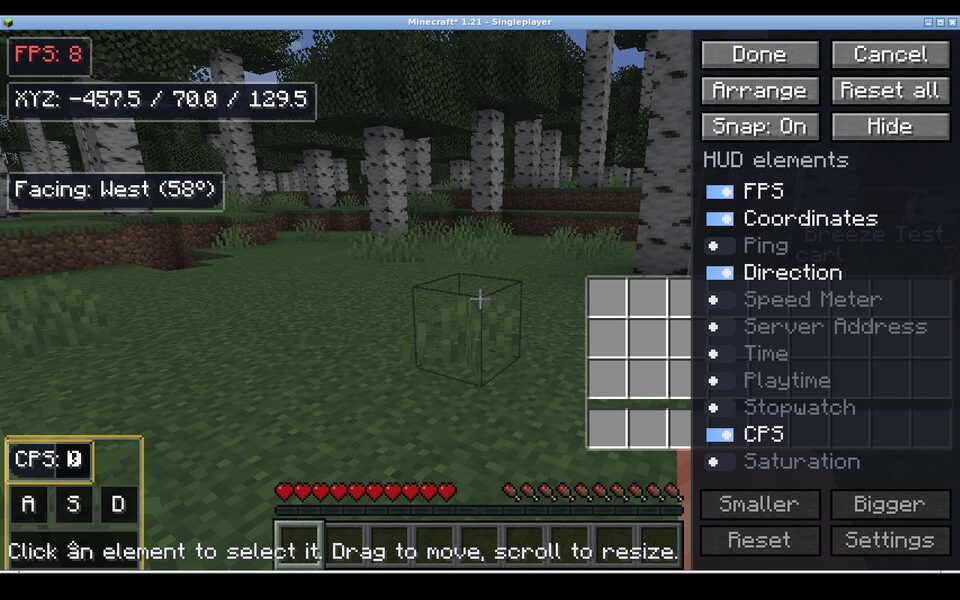 Minecraft* 1.21 - Singleplayer
FPS: 8
XYZ: -457.5 / 70.0 / 129.5
Facing: West (58°)
Done
Cancel
Arrange
Reset all
Snap: On
Hide
HUD elements
FPS
Coordinates
Ping
Breeze Test
carl
Direction
Speed Meter
Server Address
Time
Playtime
Stopwatch
CPS
Saturation
CPS: 0
A
S
D
Smaller
Bigger
Reset
Settings
Click an element to select it. Drag to move, scroll to resize.